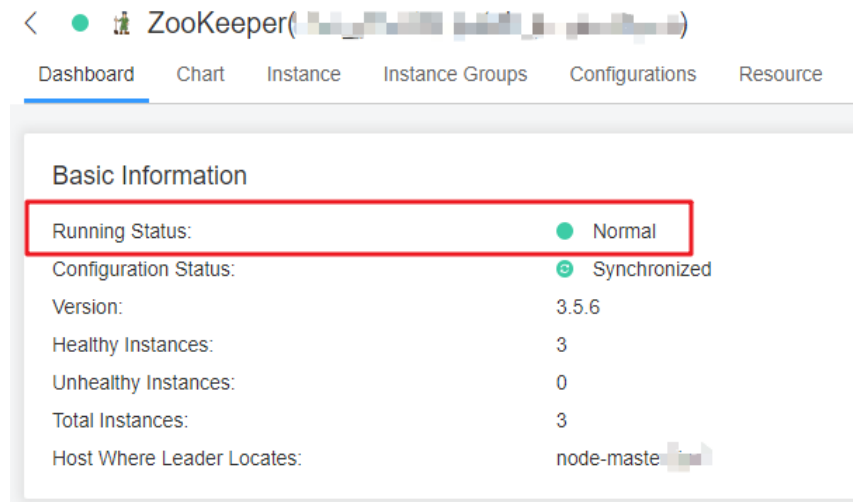 ZooKeeper(
Dashboard Chart Instance Instance Groups Configurations Resource
Basic Information
Running Status: Normal
Configuration Status: Synchronized
Version: 3.5.6
Healthy Instances: 3
Unhealthy Instances: 0
Total Instances: 3
Host Where Leader Locates: node-maste